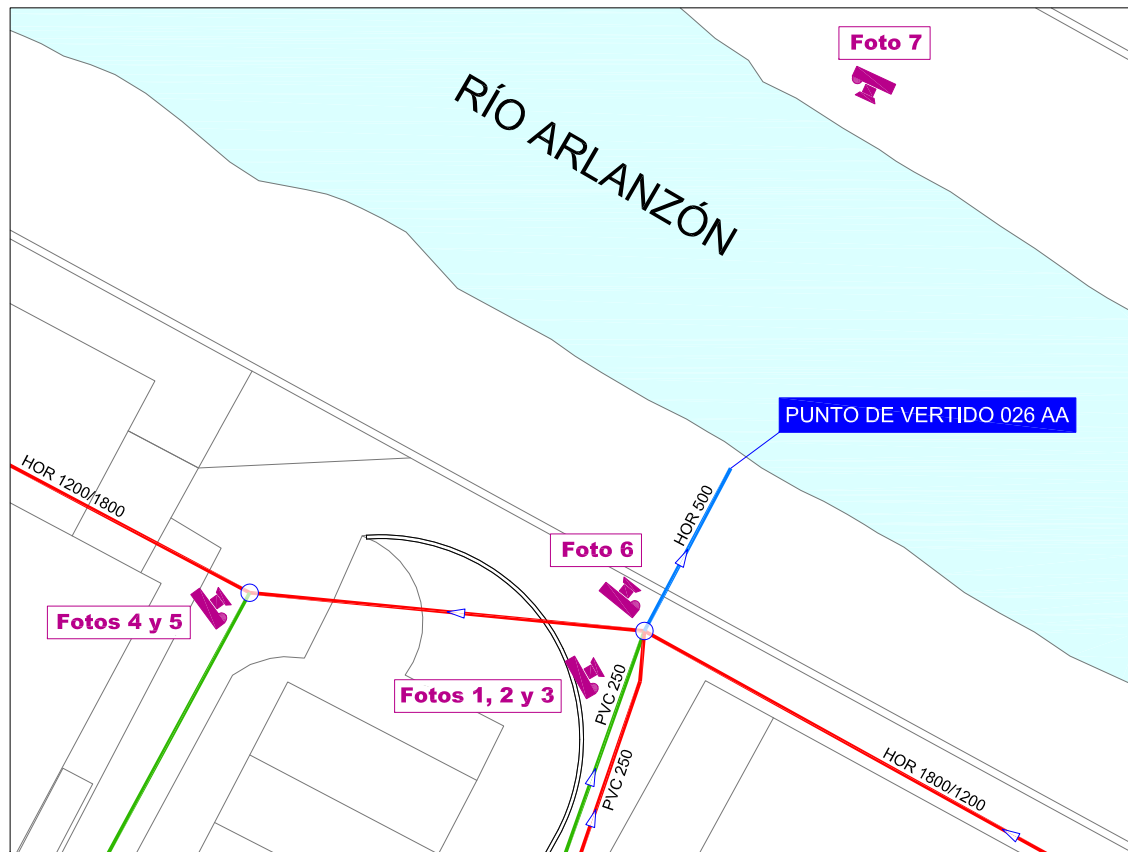 Foto 7
RÍO ARLANZÓN
PUNTO DE VERTIDO 026 AA
HOR 1200/1800
HOR 500
Foto 6
Fotos 4 y 5
Fotos 1, 2 y 3
PVC 250
PVC 250
HOR 1800/1200